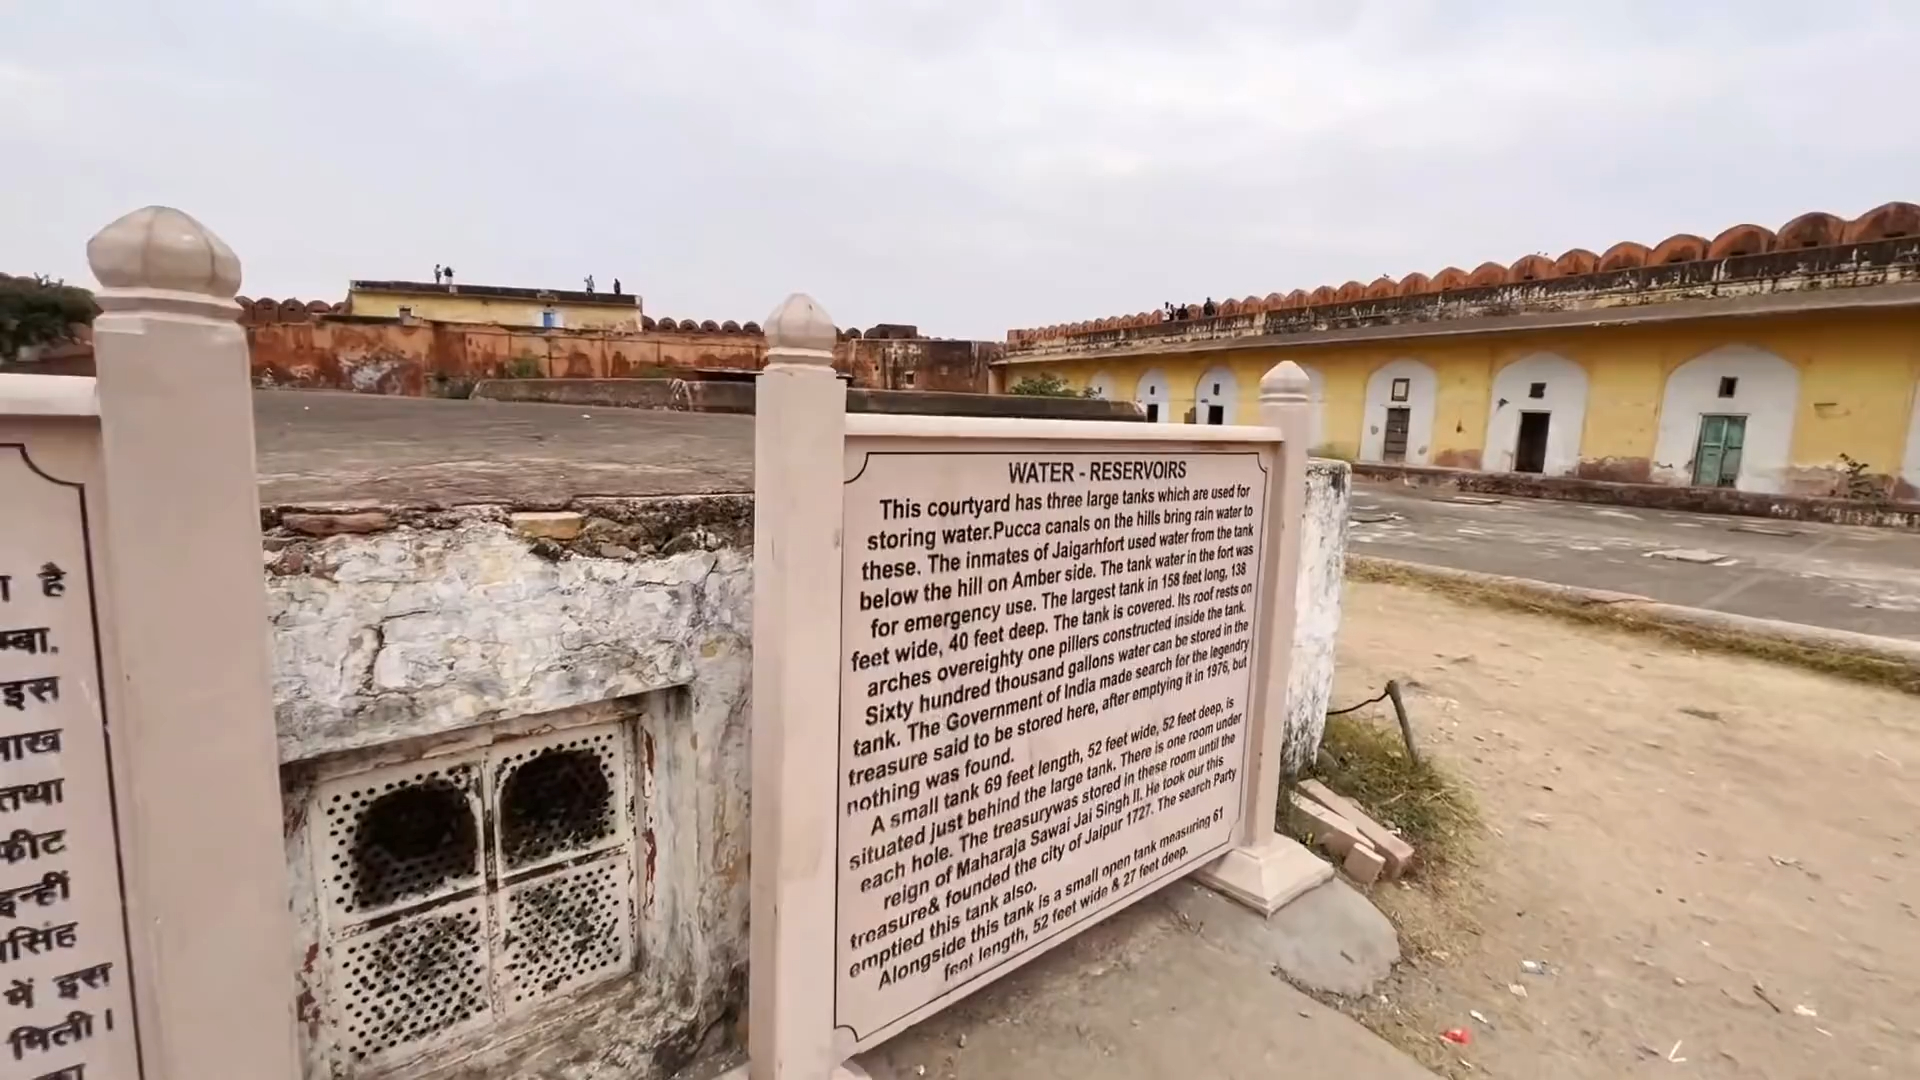 है
म्बा.
इस
लाख
तथा
फीट
इन्हीं
में इस
मिली।
WATER - RESERVOIRS
This courtyard has three large tanks which are used for
storing water.Pucca canals on the hills bring rain water to
these. The inmates of Jaigarhfort used water from the tank
below the hill on Amber side. The tank water in the fort was
for emergency use. The largest tank in 158 feet long, 138
feet wide, 40 feet deep. The tank is covered. Its roof rests on
arches overeighty one pillers constructed inside the tank.
Sixty hundred thousand gallons water can be stored in the
tank. The Government of India made search for the legendry
treasure said to be stored here, after emptying it in 1976, but
nothing was found.
A small tank 69 feet length, 52 feet wide, 52 feet deep, is
situated just behind the large tank. There is one room under
each hole. The treasurywas stored in these room until the
reign of Maharaja Sawai Jai Singh II. He took our this
treasure& founded the city of Jaipur 1727. The search Party
emptied this tank also.
Alongside this tank is a small open tank measuring 61
feet length, 52 feet wide & 27 feet deep.